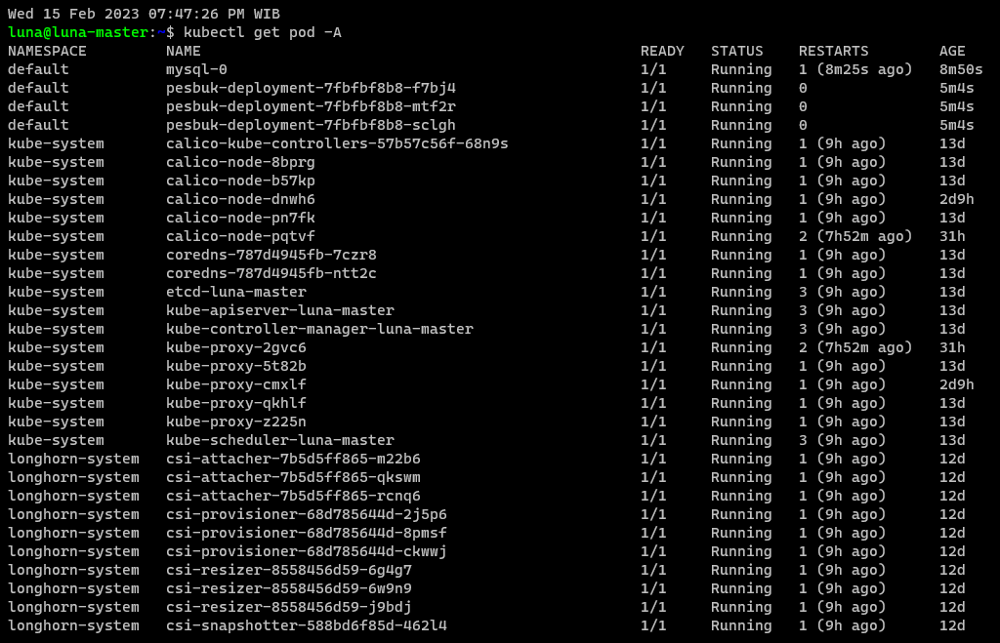 Wed 15 Feb 2023 07:47:26 PM WIB
luna@luna-master:~$ kubectl get pod -A
NAMESPACE NAME READY STATUS RESTARTS AGE
default mysql-0 1/1 Running 1 (8m25s ago) 8m50s
default pesbuk-deployment-7fbfbf8b8-f7bj4 1/1 Running 0 5m4s
default pesbuk-deployment-7fbfbf8b8-mtf2r 1/1 Running 0 5m4s
default pesbuk-deployment-7fbfbf8b8-sclgh 1/1 Running 0 5m4s
kube-system calico-kube-controllers-57b57c56f-68n9s 1/1 Running 1 (9h ago) 13d
kube-system calico-node-8bprg 1/1 Running 1 (9h ago) 13d
kube-system calico-node-b57kp 1/1 Running 1 (9h ago) 13d
kube-system calico-node-dnwh6 1/1 Running 1 (9h ago) 2d9h
kube-system calico-node-pn7fk 1/1 Running 1 (9h ago) 13d
kube-system calico-node-pqtvf 1/1 Running 2 (7h52m ago) 31h
kube-system coredns-787d4945fb-7czr8 1/1 Running 1 (9h ago) 13d
kube-system coredns-787d4945fb-ntt2c 1/1 Running 1 (9h ago) 13d
kube-system etcd-luna-master 1/1 Running 3 (9h ago) 13d
kube-system kube-apiserver-luna-master 1/1 Running 3 (9h ago) 13d
kube-system kube-controller-manager-luna-master 1/1 Running 3 (9h ago) 13d
kube-system kube-proxy-2gvc6 1/1 Running 2 (7h52m ago) 31h
kube-system kube-proxy-5t82b 1/1 Running 1 (9h ago) 13d
kube-system kube-proxy-cmxlf 1/1 Running 1 (9h ago) 2d9h
kube-system kube-proxy-qkhlf 1/1 Running 1 (9h ago) 13d
kube-system kube-proxy-z225n 1/1 Running 1 (9h ago) 13d
kube-system kube-scheduler-luna-master 1/1 Running 3 (9h ago) 13d
longhorn-system csi-attacher-7b5d5ff865-m22b6 1/1 Running 1 (9h ago) 12d
longhorn-system csi-attacher-7b5d5ff865-qkswm 1/1 Running 1 (9h ago) 12d
longhorn-system csi-attacher-7b5d5ff865-rcnq6 1/1 Running 1 (9h ago) 12d
longhorn-system csi-provisioner-68d785644d-2j5p6 1/1 Running 1 (9h ago) 12d
longhorn-system csi-provisioner-68d785644d-8pmsf 1/1 Running 1 (9h ago) 12d
longhorn-system csi-provisioner-68d785644d-ckwwj 1/1 Running 1 (9h ago) 12d
longhorn-system csi-resizer-8558456d59-6g4g7 1/1 Running 1 (9h ago) 12d
longhorn-system csi-resizer-8558456d59-6w9n9 1/1 Running 1 (9h ago) 12d
longhorn-system csi-resizer-8558456d59-j9bdj 1/1 Running 1 (9h ago) 12d
longhorn-system csi-snapshotter-588bd6f85d-462l4 1/1 Running 1 (9h ago) 12d